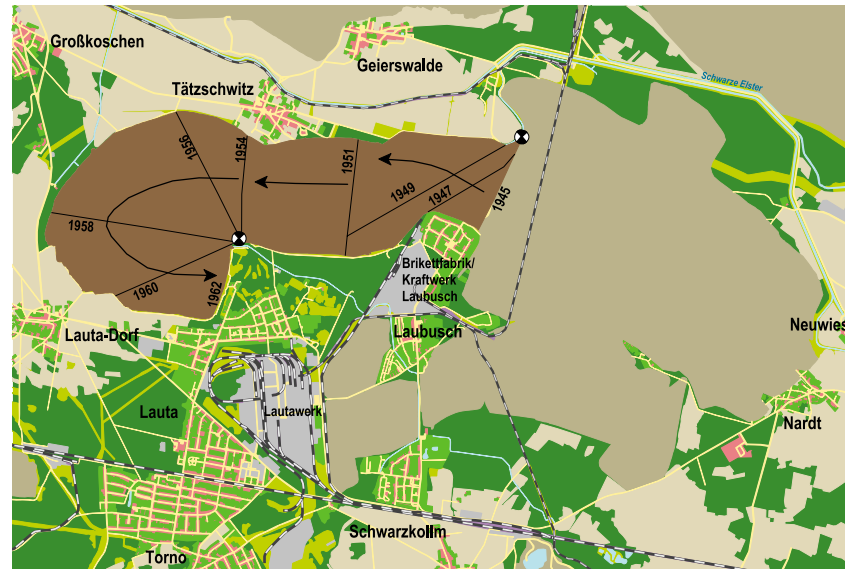 Großkoschen
Geierswalde
Schwarze Elster
Tätzschwitz
1956
1954
1951
1949
1947
1945
1958
1960
1962
Brikettfabrik/
Kraftwerk
Laubusch
Lauta-Dorf
Laubusch
Neuwies
Lauta
Lautawerk
Nardt
Schwarzkollm
Torno